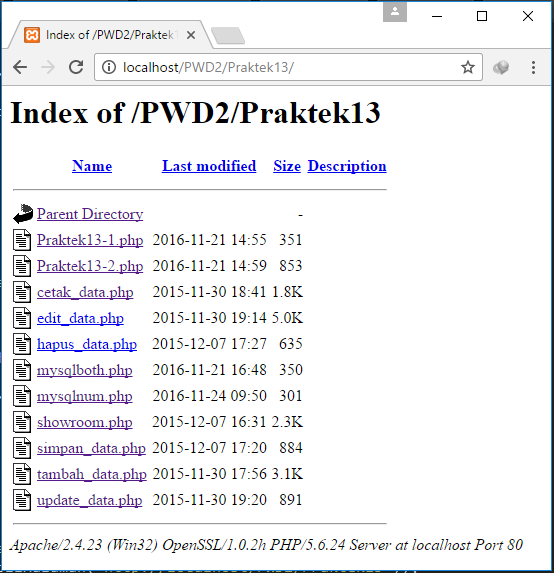 Index of /PWD2/Praktek1
localhost/PWD2/Praktek13/
Index of /PWD2/Praktek13
Name Last modified Size Description
Parent Directory -
Praktek13-1.php 2016-11-21 14:55 351
Praktek13-2.php 2016-11-21 14:59 853
cetak_data.php 2015-11-30 18:41 1.8K
edit_data.php 2015-11-30 19:14 5.0K
hapus_data.php 2015-12-07 17:27 635
mysqlboth.php 2016-11-21 16:48 350
mysqlnum.php 2016-11-24 09:50 301
showroom.php 2015-12-07 16:31 2.3K
simpan_data.php 2015-12-07 17:20 884
tambah_data.php 2015-11-30 17:56 3.1K
update_data.php 2015-11-30 19:20 891
Apache/2.4.23 (Win32) OpenSSL/1.0.2h PHP/5.6.24 Server at localhost Port 80